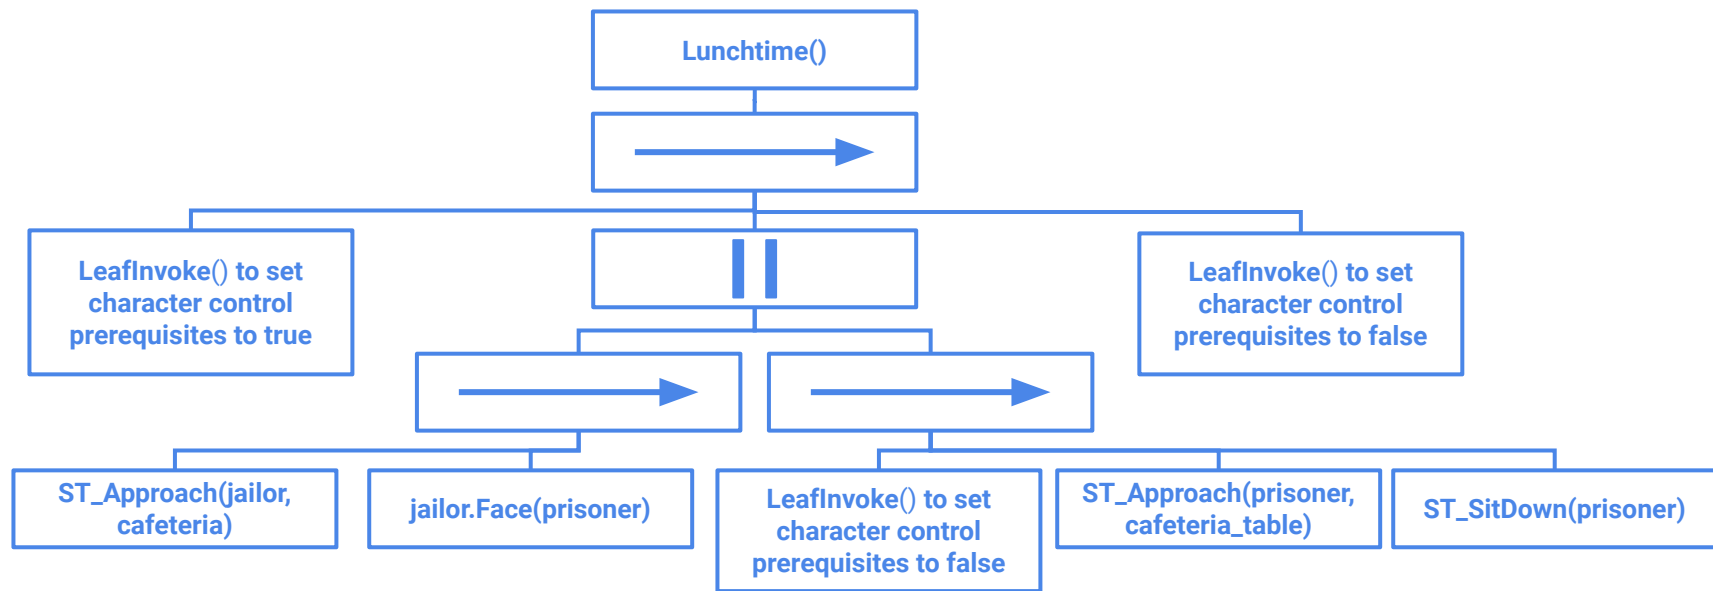 Lunchtime()
LeafInvoke() to set
character control
prerequisites to true
LeafInvoke() to set
character control
prerequisites to false
ST_Approach(jailor,
cafeteria)
jailor.Face(prisoner)
LeafInvoke() to set
character control
prerequisites to false
ST_Approach(prisoner,
cafeteria_table)
ST_SitDown(prisoner)